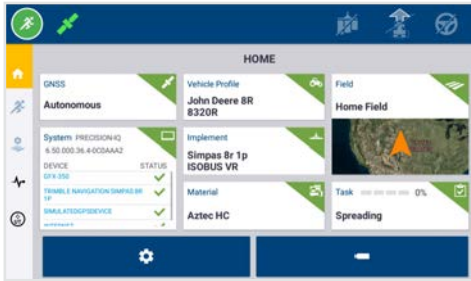 HOME
GNSS
Autonomous
Vehicle Profile
John Deere 8R
8320R
Field
Home Field
System PRECISION-IQ
6.50.000.36.4-0C0AAA2
DEVICE STATUS
GFX-350
TRIMBLE NAVIGATION SIMPAS 8R
1P
SIMULATEDGPSDEVICE
Implement
Simpas 8r 1p
ISOBUS VR
Material
Aztec HC
Task 0%
Spreading